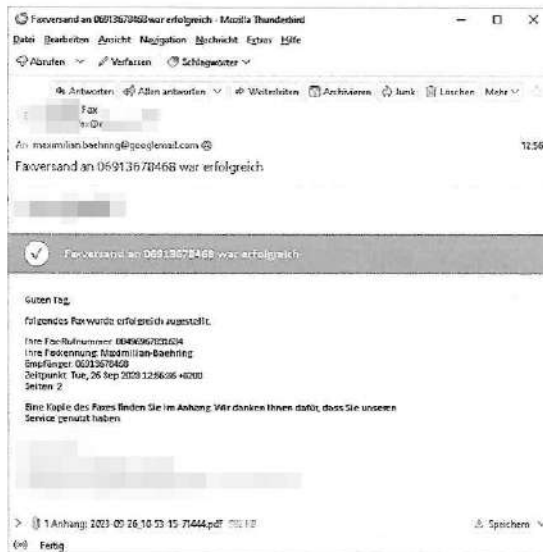 Faxversand an 06913678468 war erfolgreich - Mozilla Thunderbird
Datei Bearbeiten Ansicht Navigation Nachricht Extras Hilfe
Abrufen Verfassen Schlagwörter
Antworten Allen antworten Weiterleiten Archivieren Junk Löschen Mehr
Fax
An maximilian.baehring@googlemail.com
12:56
Faxversand an 06913678468 war erfolgreich
Faxversand an 06913678468 war erfolgreich
Guten Tag,
folgendes Fax wurde erfolgreich zugestellt.
Ihre Fax-Rufnummer:
Ihre Faxkennung: Maximilian-Baehring
Empfänger: 06913678468
Zeitpunkt: Tue, 26 Sep 2023 +0200
Seiten: 2
Eine Kopie des Faxes finden Sie im Anhang. Wir danken Ihnen dafür, dass Sie unseren
Service genutzt haben
1 Anhang: 2023-09-26_10-53-15-71444.pdf
Speichern
Fertig